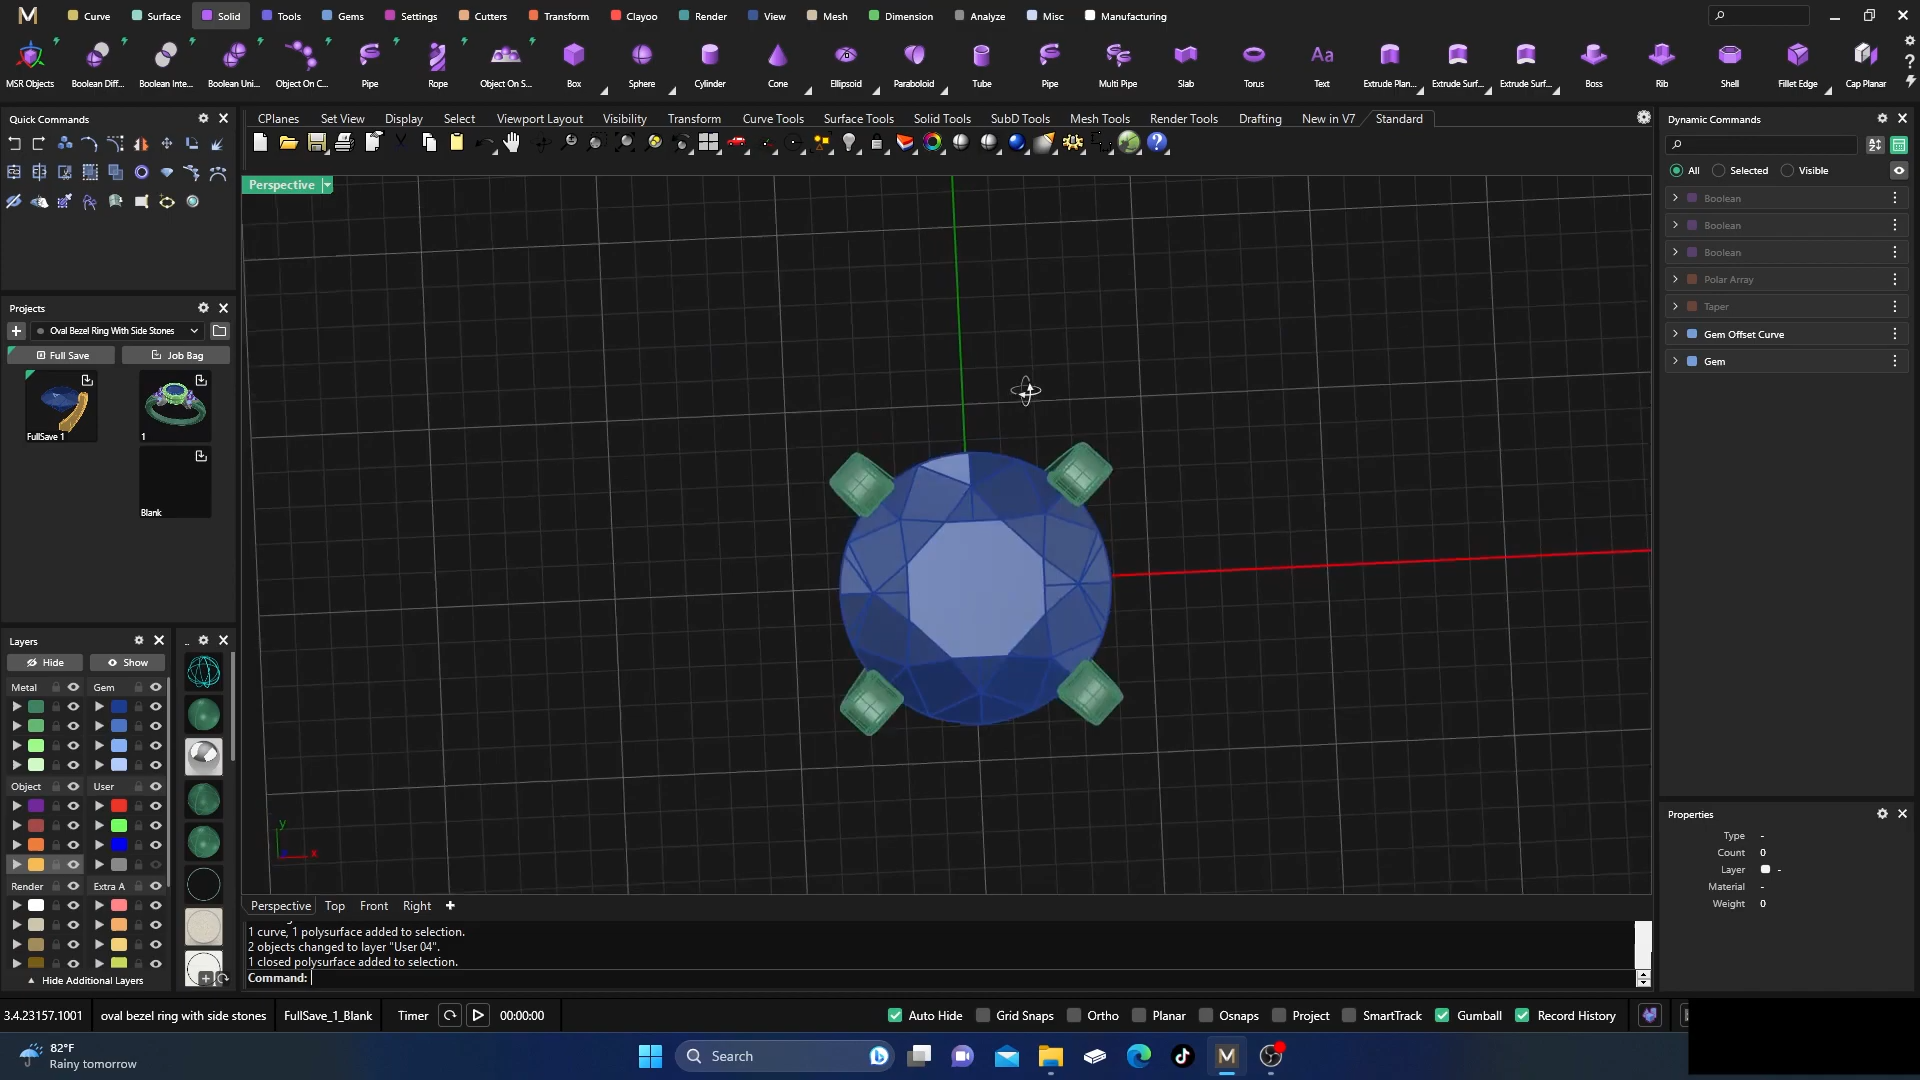 Curve Surface Solid Tools Gems Settings Cutters Transform Clayoo Render View Mesh Dimension Analyze Misc Manufacturing
MSR Objects Boolean Diff... Boolean Inte... Boolean Uni... Object On C... Pipe Rope Object On S... Box Sphere Cylinder Cone Ellipsoid Paraboloid Tube Pipe Multi Pipe Slab Torus Text Extrude Plan... Extrude Surf... Extrude Surf... Boss Rib Shell Fillet Edge Cap Planar
Quick Commands
CPlanes Set View Display Select Viewport Layout Visibility Transform Curve Tools Surface Tools Solid Tools SubD Tools Mesh Tools Render Tools Drafting New in V7 Standard
Dynamic Commands
All Selected Visible
Perspective
Boolean
Boolean
Boolean
Polar Array
Taper
Gem Offset Curve
Gem
Projects
Oval Bezel Ring With Side Stones
Full Save Job Bag
FullSave 1
1
Blank
Layers
Hide Show
Metal Gem
Object User
Render Extra A
Hide Additional Layers
y
x
Perspective Top Front Right
1 curve, 1 polysurface added to selection.
2 objects changed to layer "User 04".
1 closed polysurface added to selection.
Command:
Properties
Type -
Count 0
Layer -
Material -
Weight 0
3.4.23157.1001 oval bezel ring with side stones FullSave_1_Blank Timer 00:00:00 Auto Hide Grid Snaps Ortho Planar Osnaps Project SmartTrack Gumball Record History
82°F
Rainy tomorrow
Search